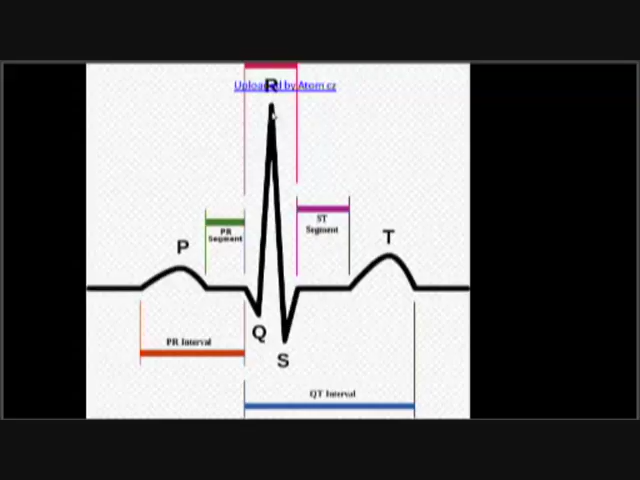 R
Uploaded by Atom.cz
ST
Segment
PR
Segment
P
T
Q
PR Interval
S
QT Interval